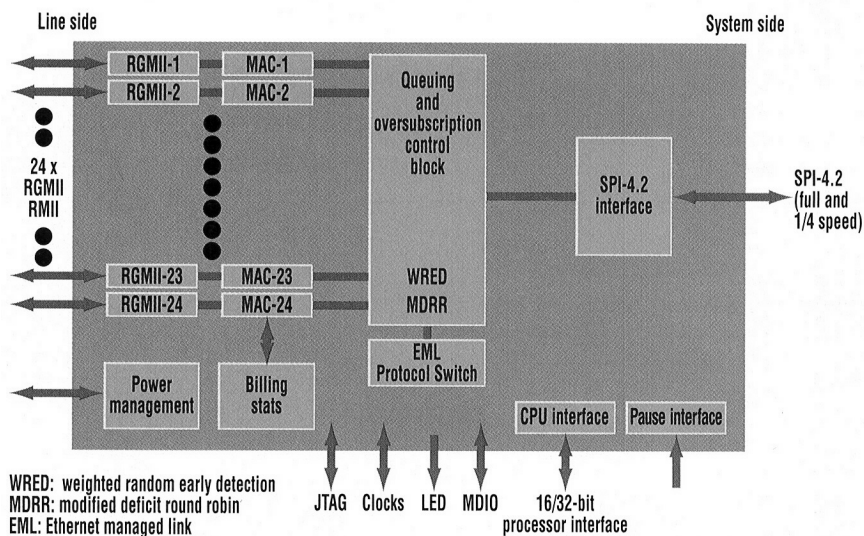 Line side
System side
RGMII-1
MAC-1
RGMII-2
MAC-2
24 x
RGMII
RMII
RGMII-23
MAC-23
RGMII-24
MAC-24
Queuing
and
oversubscription
control
block
WRED
MDRR
EML
Protocol Switch
SPI-4.2
interface
SPI-4.2
(full and
1/4 speed)
Power
management
Billing
stats
CPU interface
Pause interface
JTAG
Clocks
LED
MDIO
16/32-bit
processor interface
WRED: weighted random early detection
MDRR: modified deficit round robin
EML: Ethernet managed link